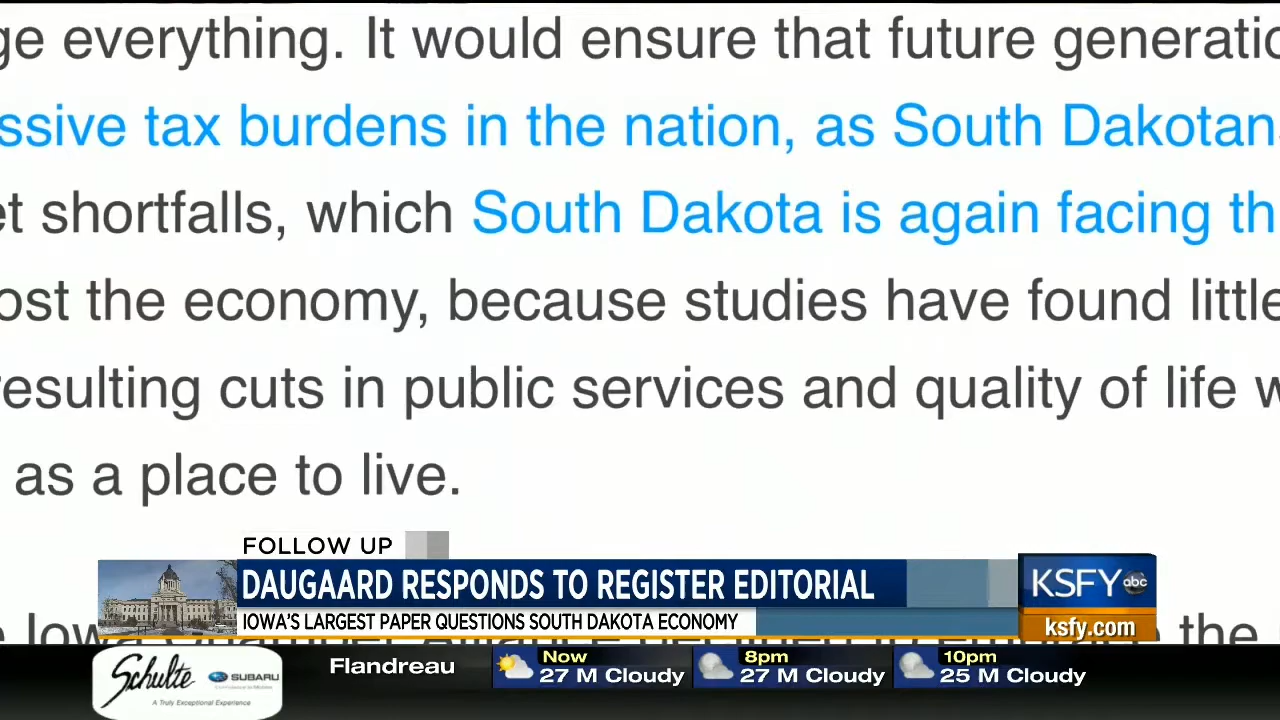 ge everything. It would ensure that future generatio
ssive tax burdens in the nation, as South Dakotans
et shortfalls, which South Dakota is again facing th
ost the economy, because studies have found little
resulting cuts in public services and quality of life w
as a place to live.
FOLLOW UP
DAUGAARD RESPONDS TO REGISTER EDITORIAL
IOWA'S LARGEST PAPER QUESTIONS SOUTH DAKOTA ECONOMY
KSFY abc
ksfy.com
the
Schulte SUBARU
A Truly Exceptional Experience
Flandreau
Now
27 M Cloudy
8pm
27 M Cloudy
10pm
25 M Cloudy